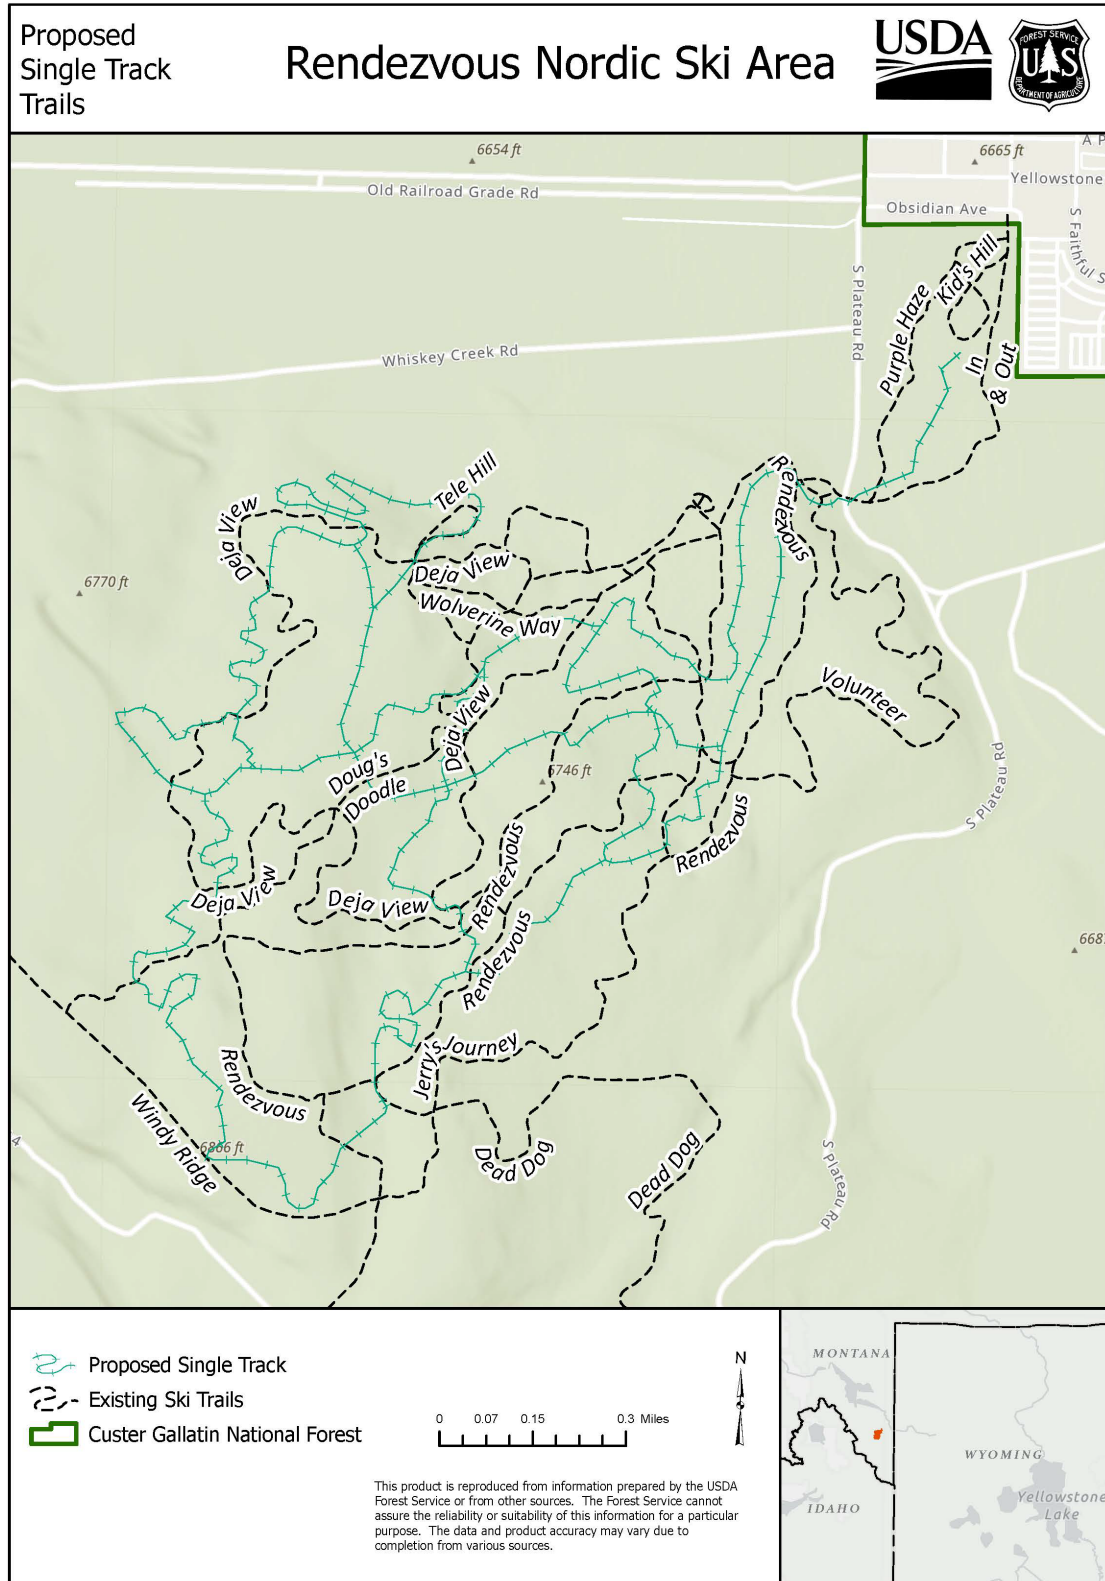 Proposed
Single Track
Trails
Rendezvous Nordic Ski Area
USDA
FOREST SERVICE
US
DEPARTMENT OF AGRICULTURE
6654 ft
6665 ft
A P
Yellowstone
Old Railroad Grade Rd
Obsidian Ave
S Faithful S
S Plateau Rd
Kid's Hill
Purple Haze
In
& Out
Whiskey Creek Rd
Tele Hill
Rendezvous
Deja View
Deja View
6770 ft
Wolverine Way
Volunteer
Deja View
Doug's
Doodle
6746 ft
S Plateau Rd
Rendezvous
Rendezvous
Deja View
Deja View
Rendezvous
6687
Jerry's Journey
Rendezvous
Windy Ridge
6866 ft
Dead Dog
Dead Dog
S Plateau Rd
4
Proposed Single Track
Existing Ski Trails
Custer Gallatin National Forest
N
0 0.07 0.15 0.3 Miles
This product is reproduced from information prepared by the USDA
Forest Service or from other sources. The Forest Service cannot
assure the reliability or suitability of this information for a particular
purpose. The data and product accuracy may vary due to
completion from various sources.
MONTANA
WYOMING
IDAHO
Yellowstone
Lake